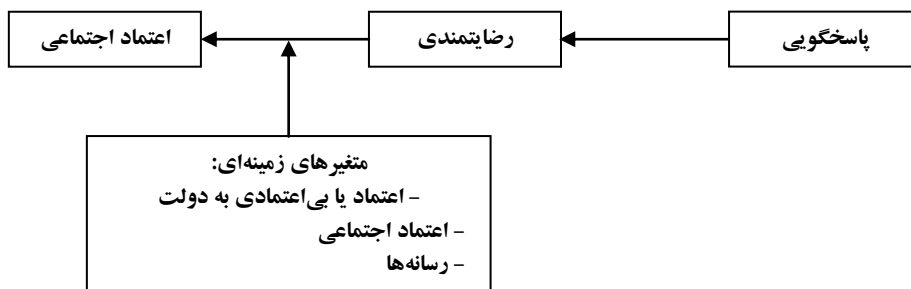 پاسخگویی
رضایتمندی
اعتماد اجتماعی
متغیرهای زمینه‌ای:
- اعتماد یا بی‌اعتمادی به دولت
- اعتماد اجتماعی
- رسانه‌ها